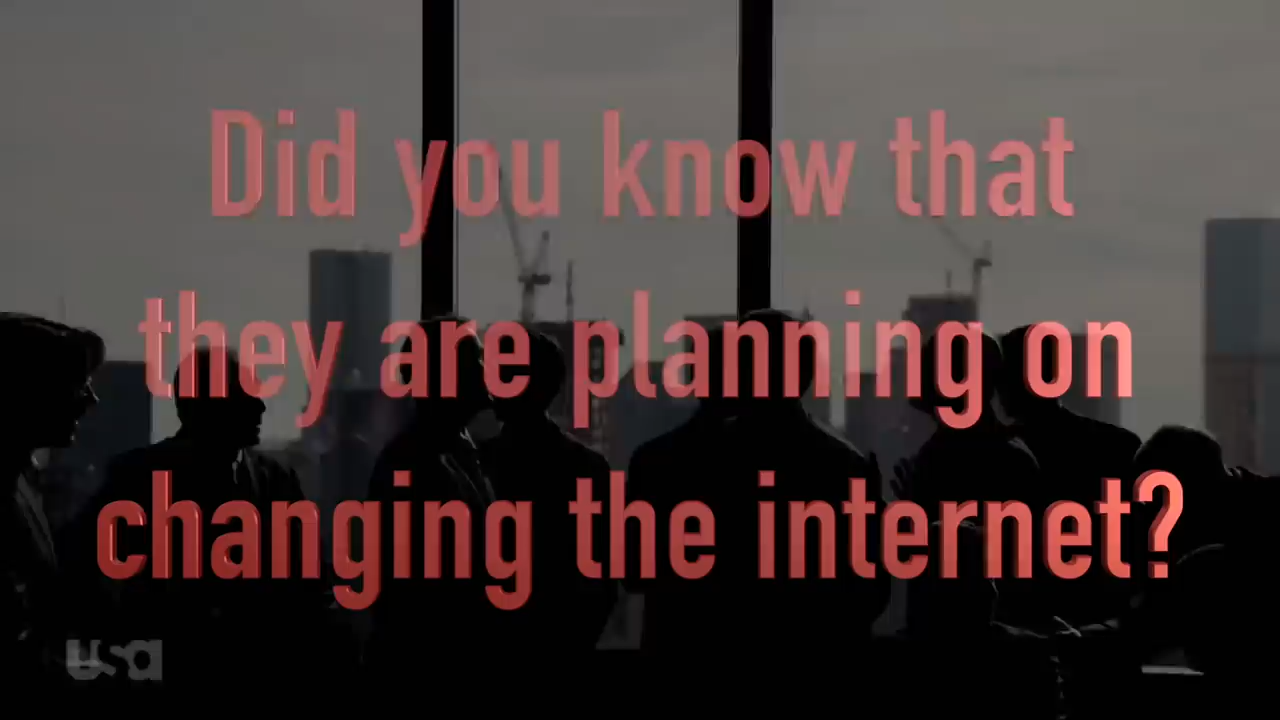 Did you know that
they are planning on
changing the internet?
usa